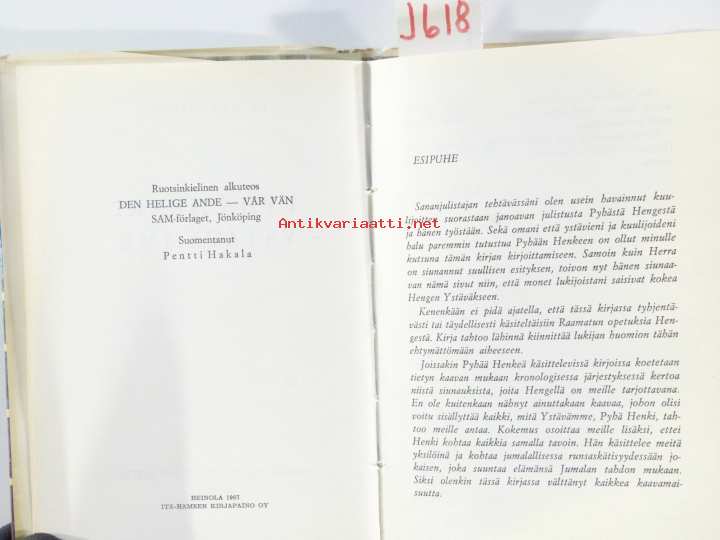 J618
Ruotsinkielinen alkuteos
DEN HELIGE ANDE — VÅR VÄN
SAM-förlaget, Jönköping
Suomentanut
Pentti Hakala
HEINOLA 1967
ITÄ-HÄMEEN KIRJAPAINO OY
Antikvariaatti.net
ESIPUHE
Sananjulistajan tehtävässäni olen usein havainnut kuu-
lijoitten suorastaan janoavan julistusta Pyhästä Hengestä
ja hänen työstään. Sekä omani että ystävieni ja kuulijoideni
halu paremmin tutustua Pyhään Henkeen on ollut minulle
kutsuna tämän kirjan kirjoittamiseen. Samoin kuin Herra
on siunannut suullisen esityksen, toivon nyt hänen siunaa-
van nämä sivut niin, että monet lukijoistani saisivat kokea
Hengen Ystäväkseen.
Kenenkään ei pidä ajatella, että tässä kirjassa tyhjentä-
västi tai täydellisesti käsiteltäisiin Raamatun opetuksia Hen-
gestä. Kirja tahtoo lähinnä kiinnittää lukijan huomion tähän
ehtymättömään aiheeseen.
Joissakin Pyhää Henkeä käsittelevissä kirjoissa koetetaan
tietyn kaavan mukaan kronologisessa järjestyksessä kertoa
niistä siunauksista, joita Hengellä on meille tarjottavana.
En ole kuitenkaan nähnyt ainuttakaan kaavaa, johon olisi
voitu sisällyttää kaikki, mitä Ystävämme, Pyhä Henki, tah-
too meille antaa. Kokemus osoittaa meille lisäksi, ettei
Henki kohtaa kaikkia samalla tavoin. Hän käsittelee meitä
yksilöinä ja kohtaa jumalallisessa runsaskätisyydessään jo-
kaisen, joka suuntaa elämänsä Jumalan tahdon mukaan.
Siksi olenkin tässä kirjassa välttänyt kaikkea kaavamai-
suutta.